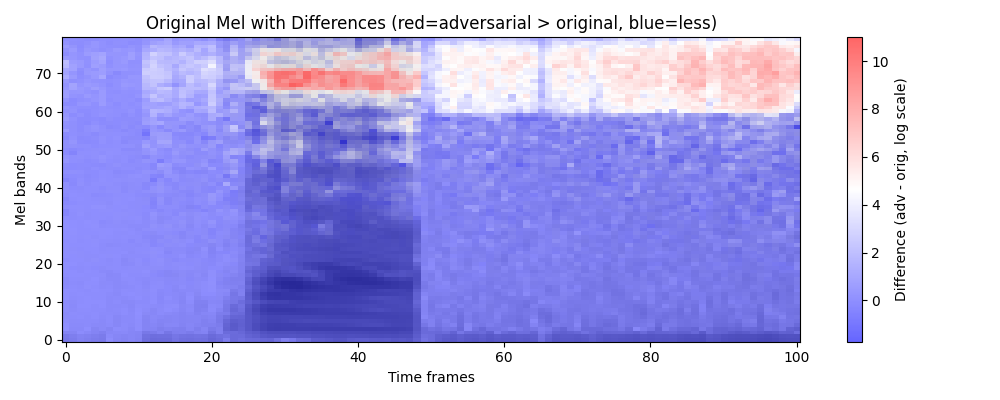 Original Mel with Differences (red=adversarial > original, blue=less)
Mel bands
70
60
50
40
30
20
10
0
0 20 40 60 80 100
Time frames
10
8
6
4
2
0
Difference (adv - orig, log scale)